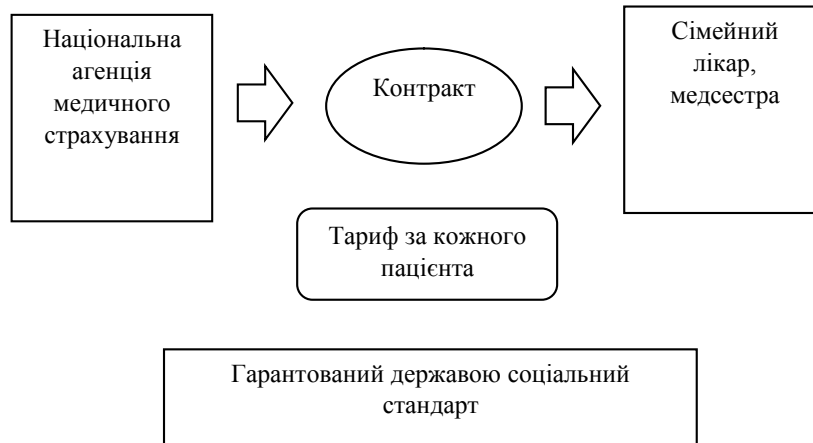 Національна
агенція
медичного
страхування
Контракт
Сімейний
лікар,
медсестра
Тариф за кожного
пацієнта
Гарантований державою соціальний
стандарт